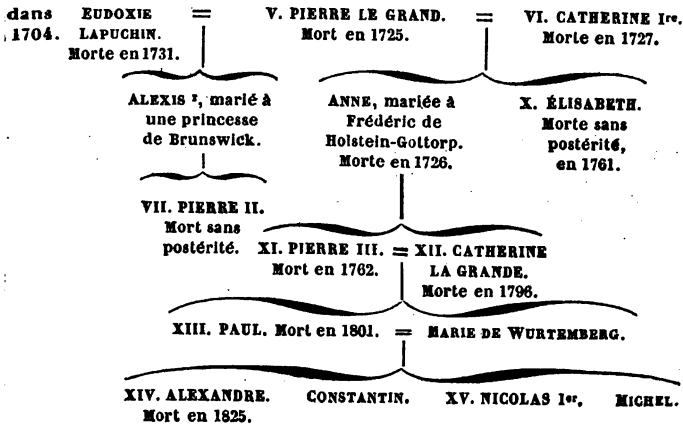 dans EUDOXIE = V. PIERRE LE GRAND. = VI. CATHERINE Ire.
1704. LAPUCHIN. Mort en 1725. Morte en 1727.
Morte en 1731.
ALEXIS ², marié à ANNE, mariée à X. ÉLISABETH.
une princesse Frédéric de Morte sans
de Brunswick. Holstein-Gottorp. postérité,
Morte en 1726. en 1761.
VII. PIERRE II.
Mort sans
postérité. XI. PIERRE III. = XII. CATHERINE
Mort en 1762. LA GRANDE.
Morte en 1796.
XIII. PAUL. Mort en 1801. = MARIE DE WURTEMBERG.
XIV. ALEXANDRE. CONSTANTIN. XV. NICOLAS Ier. MICHEL.
Mort en 1825.